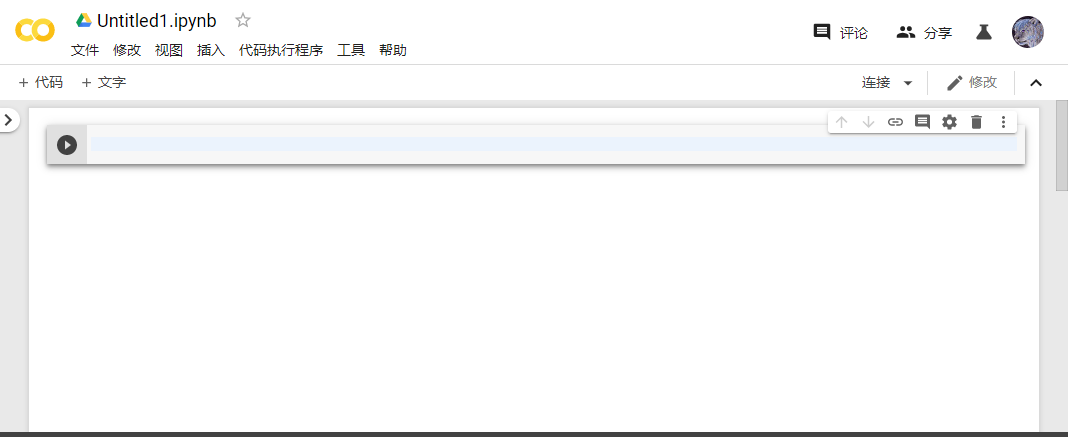 Untitled1.ipynb
文件 修改 视图 插入 代码执行程序 工具 帮助
评论 分享
+ 代码 + 文字
连接 修改